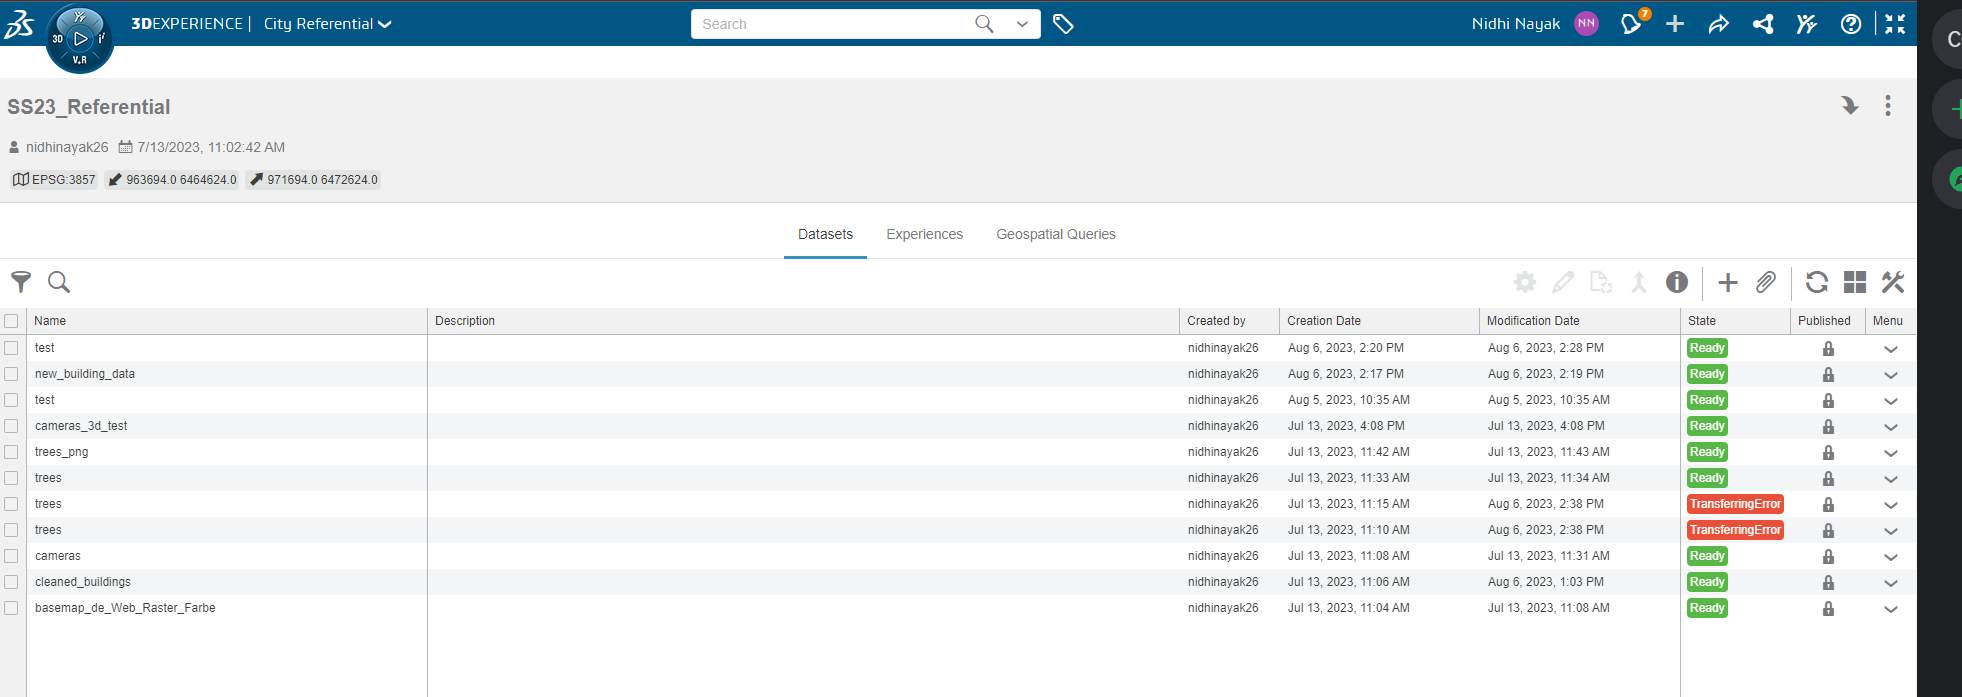 3DEXPERIENCE | City Referential
Search
Nidhi Nayak NN 7
3D V.R
SS23_Referential
nidhinayak26 7/13/2023, 11:02:42 AM
EPSG:3857 963694.0 6464624.0 971694.0 6472624.0
Datasets Experiences Geospatial Queries
Name Description Created by Creation Date Modification Date State Published Menu
test nidhinayak26 Aug 6, 2023, 2:20 PM Aug 6, 2023, 2:28 PM Ready
new_building_data nidhinayak26 Aug 6, 2023, 2:17 PM Aug 6, 2023, 2:19 PM Ready
test nidhinayak26 Aug 5, 2023, 10:35 AM Aug 5, 2023, 10:35 AM Ready
cameras_3d_test nidhinayak26 Jul 13, 2023, 4:08 PM Jul 13, 2023, 4:08 PM Ready
trees_png nidhinayak26 Jul 13, 2023, 11:42 AM Jul 13, 2023, 11:43 AM Ready
trees nidhinayak26 Jul 13, 2023, 11:33 AM Jul 13, 2023, 11:34 AM Ready
trees nidhinayak26 Jul 13, 2023, 11:15 AM Aug 6, 2023, 2:38 PM TransferringError
trees nidhinayak26 Jul 13, 2023, 11:10 AM Aug 6, 2023, 2:38 PM TransferringError
cameras nidhinayak26 Jul 13, 2023, 11:08 AM Jul 13, 2023, 11:31 AM Ready
cleaned_buildings nidhinayak26 Jul 13, 2023, 11:06 AM Aug 6, 2023, 1:03 PM Ready
basemap_de_Web_Raster_Farbe nidhinayak26 Jul 13, 2023, 11:04 AM Jul 13, 2023, 11:08 AM Ready